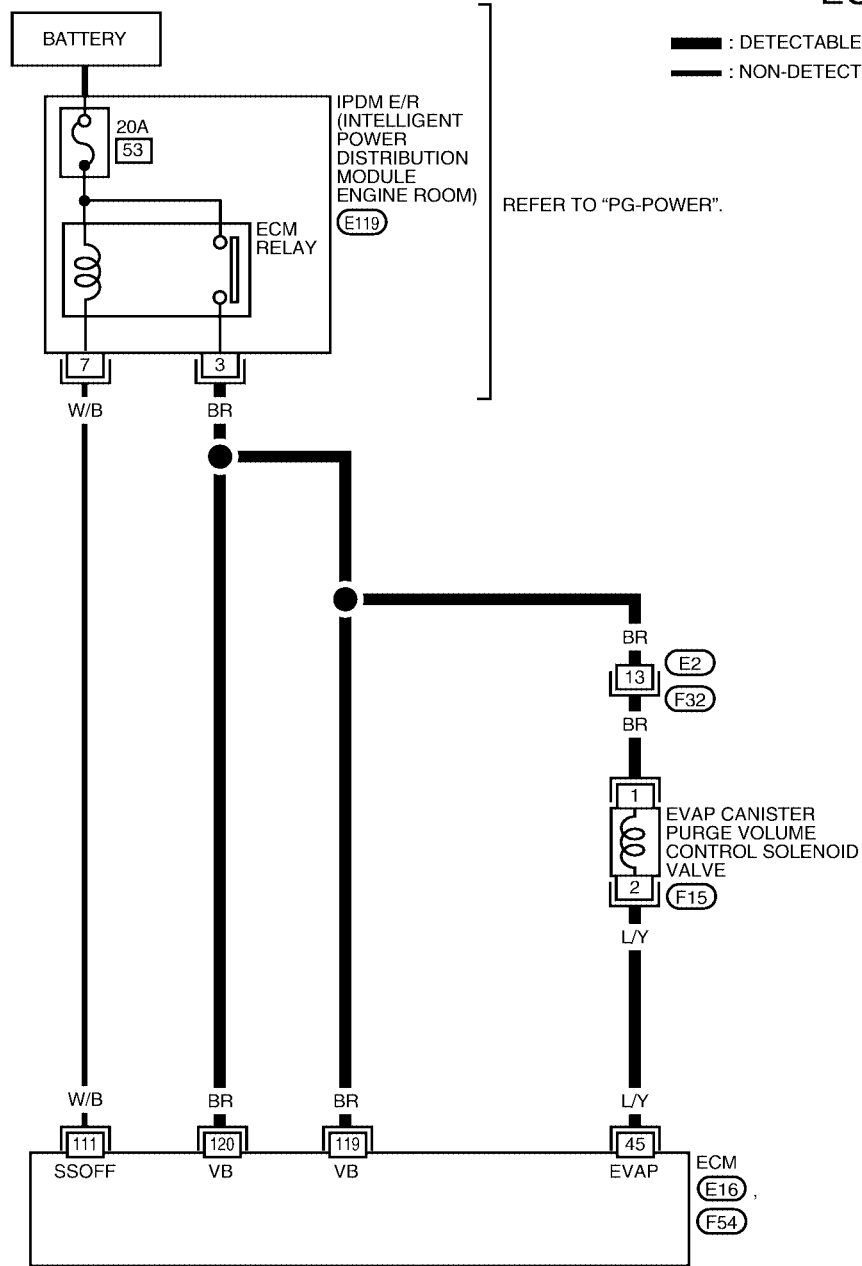 BATTERY
: DETECTABLE
: NON-DETECT
20A
53
IPDM E/R
(INTELLIGENT
POWER
DISTRIBUTION
MODULE
ENGINE ROOM)
E119
REFER TO “PG-POWER”.
ECM
RELAY
7
3
W/B
BR
BR
13
E2
F32
BR
1
EVAP CANISTER
PURGE VOLUME
CONTROL SOLENOID
VALVE
2
F15
L/Y
W/B
BR
BR
L/Y
111
120
119
45
SSOFF
VB
VB
EVAP
ECM
E16 ,
F54